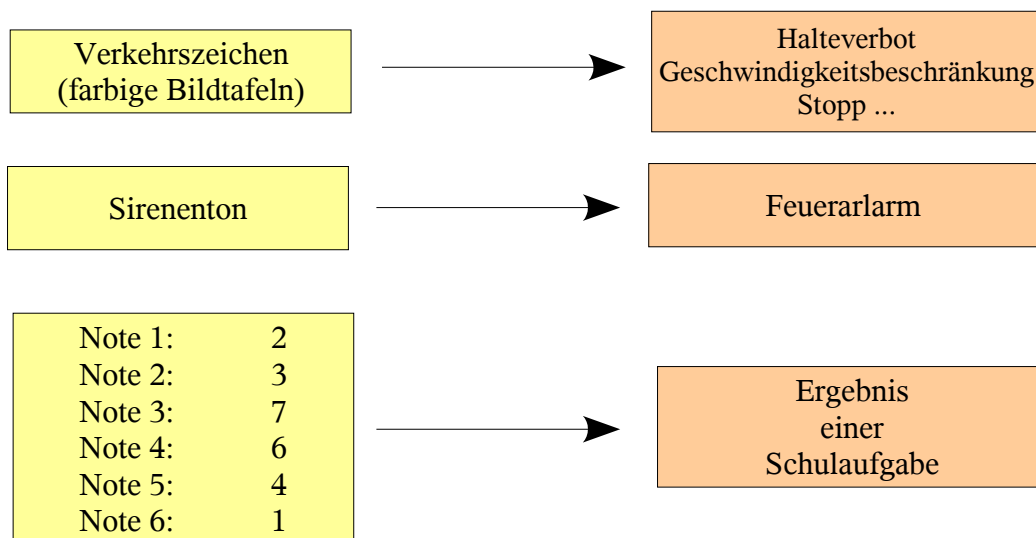 Verkehrszeichen
(farbige Bildtafeln)
Halteverbot
Geschwindigkeitsbeschränkung
Stopp ...
Sirenenton
Feuerarlarm
Note 1: 2
Note 2: 3
Note 3: 7
Note 4: 6
Note 5: 4
Note 6: 1
Ergebnis
einer
Schulaufgabe